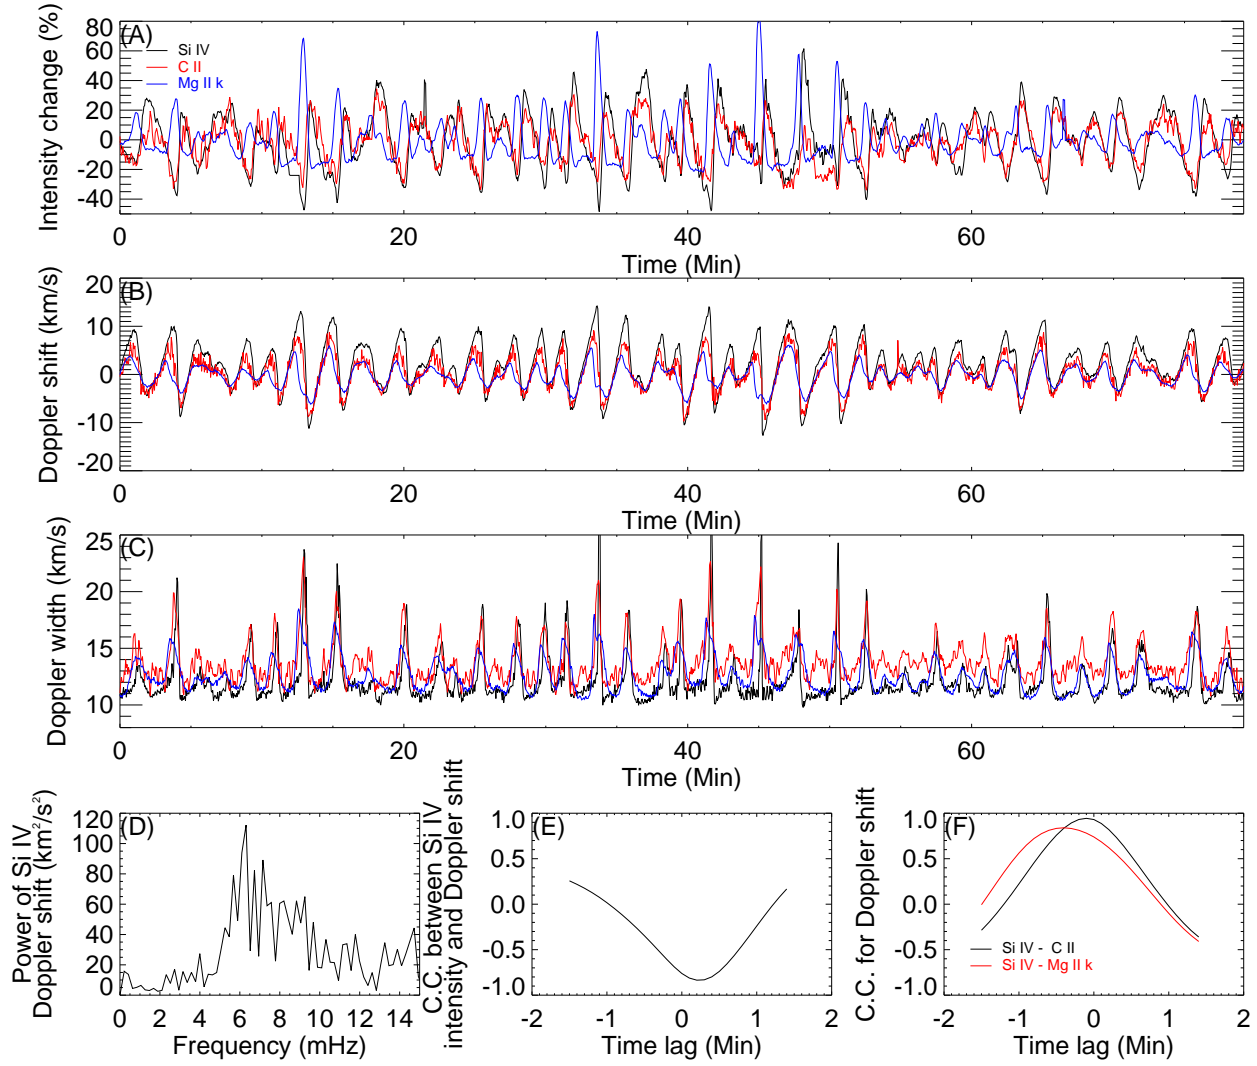 (A)
Intensity change (%)
80
60
40
20
0
-20
-40
Si IV
C II
Mg II k
0
20
40
60
Time (Min)
(B)
Doppler shift (km/s)
20
10
0
-10
-20
0
20
40
60
Time (Min)
(C)
Doppler width (km/s)
25
20
15
10
0
20
40
60
Time (Min)
(D)
Power of Si IV
Doppler shift (km²/s²)
120
100
80
60
40
20
0
0 2 4 6 8 10 12 14
Frequency (mHz)
(E)
C.C. between Si IV
intensity and Doppler shift
1.0
0.5
0.0
-0.5
-1.0
-2 -1 0 1 2
Time lag (Min)
(F)
C.C. for Doppler shift
1.0
0.5
0.0
-0.5
-1.0
Si IV - C II
Si IV - Mg II k
-2 -1 0 1 2
Time lag (Min)